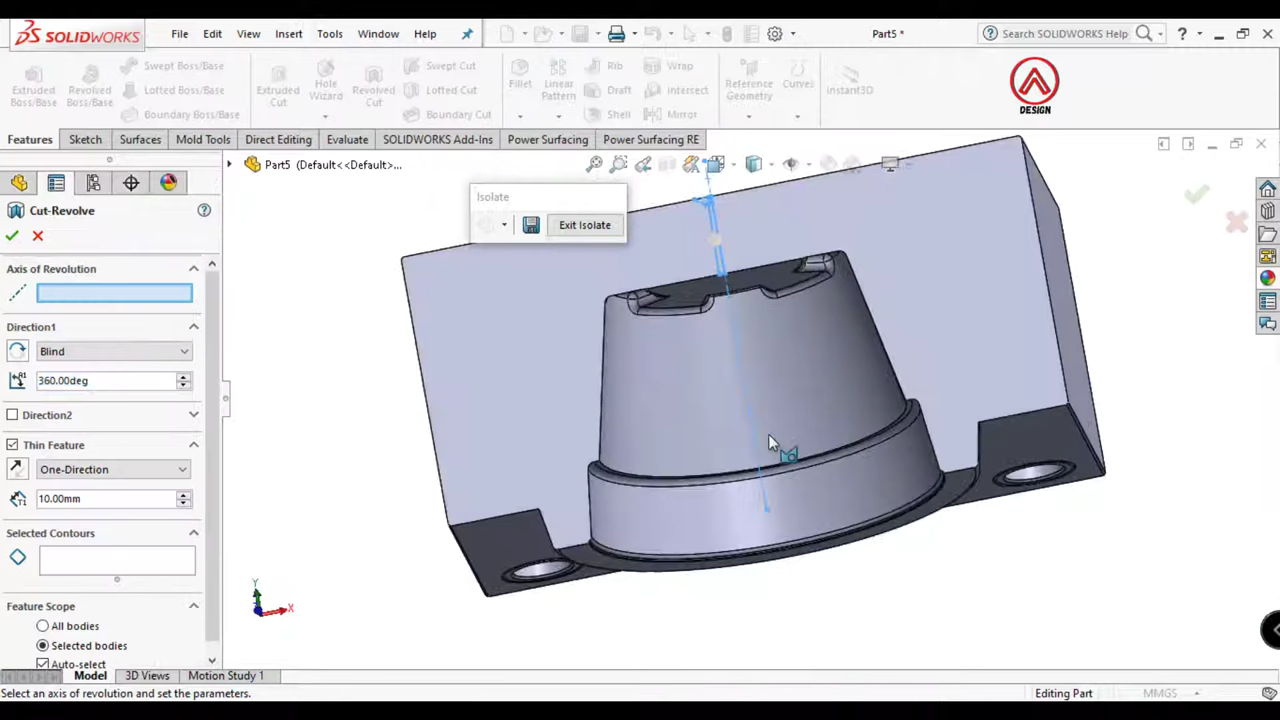 SOLIDWORKS
File Edit View Insert Tools Window Help
Part5 *
Search SOLIDWORKS Help
?
Extruded Boss/Base
Revolved Boss/Base
Swept Boss/Base
Lofted Boss/Base
Boundary Boss/Base
Extruded Cut
Hole Wizard
Revolved Cut
Swept Cut
Lofted Cut
Boundary Cut
Fillet
Linear Pattern
Rib
Draft
Shell
Wrap
Intersect
Mirror
Reference Geometry
Curves
Instant3D
DESIGN
Features Sketch Surfaces Mold Tools Direct Editing Evaluate SOLIDWORKS Add-Ins Power Surfacing Power Surfacing RE
Part5 (Default<<Default>...
Isolate
Exit Isolate
Cut-Revolve
Axis of Revolution
Direction1
Blind
360.00deg
Direction2
Thin Feature
One-Direction
10.00mm
Selected Contours
Feature Scope
All bodies
Selected bodies
Auto-select
Y
X
Model 3D Views Motion Study 1
Select an axis of revolution and set the parameters.
Editing Part
MMGS